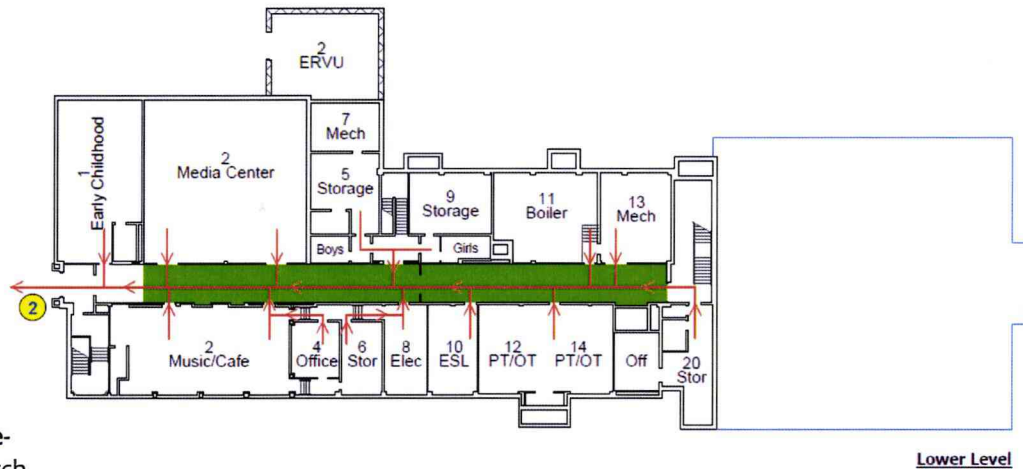 2
ERVU
7
Mech
1
Early Childhood
2
Media Center
5
Storage
9
Storage
11
Boiler
13
Mech
Boys
Girls
2
2
Music/Cafe
4
Office
6
Stor
8
Elec
10
ESL
12
PT/OT
14
PT/OT
Off
20
Stor
e-
ch
Lower Level